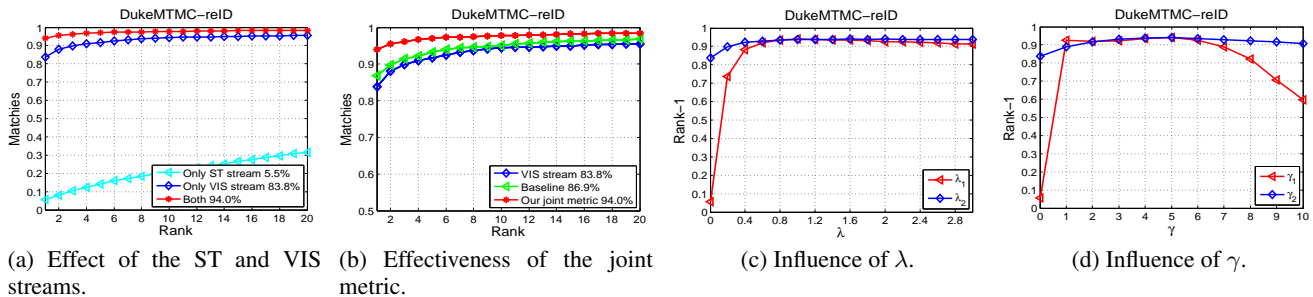 DukeMTMC-reID
1
0.9
0.8
0.7
0.6
0.5
0.4
0.3
0.2
0.1
0
Matchies
2 4 6 8 10 12 14 16 18 20
Rank
Only ST stream 5.5%
Only VIS stream 83.8%
Both 94.0%
(a) Effect of the ST and VIS
streams.
DukeMTMC-reID
1
0.9
0.8
0.7
0.6
0.5
Matchies
2 4 6 8 10 12 14 16 18 20
Rank
VIS stream 83.8%
Baseline 86.9%
Our joint metric 94.0%
(b) Effectiveness of the joint
metric.
DukeMTMC-reID
1
0.9
0.8
0.7
0.6
0.5
0.4
0.3
0.2
0.1
0
Rank-1
0 0.4 0.8 1.2 1.6 2 2.4 2.8
λ
λ1
λ2
(c) Influence of λ.
DukeMTMC-reID
1
0.9
0.8
0.7
0.6
0.5
0.4
0.3
0.2
0.1
0
Rank-1
0 1 2 3 4 5 6 7 8 9 10
γ
γ1
γ2
(d) Influence of γ.